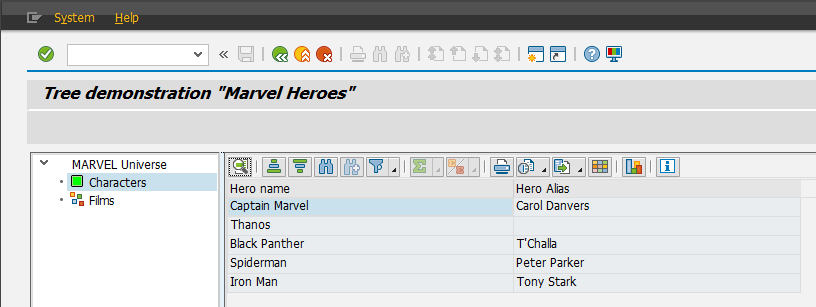 System Help
Tree demonstration "Marvel Heroes"
MARVEL Universe
Characters
Films
Hero name Hero Alias
Captain Marvel Carol Danvers
Thanos
Black Panther T'Challa
Spiderman Peter Parker
Iron Man Tony Stark